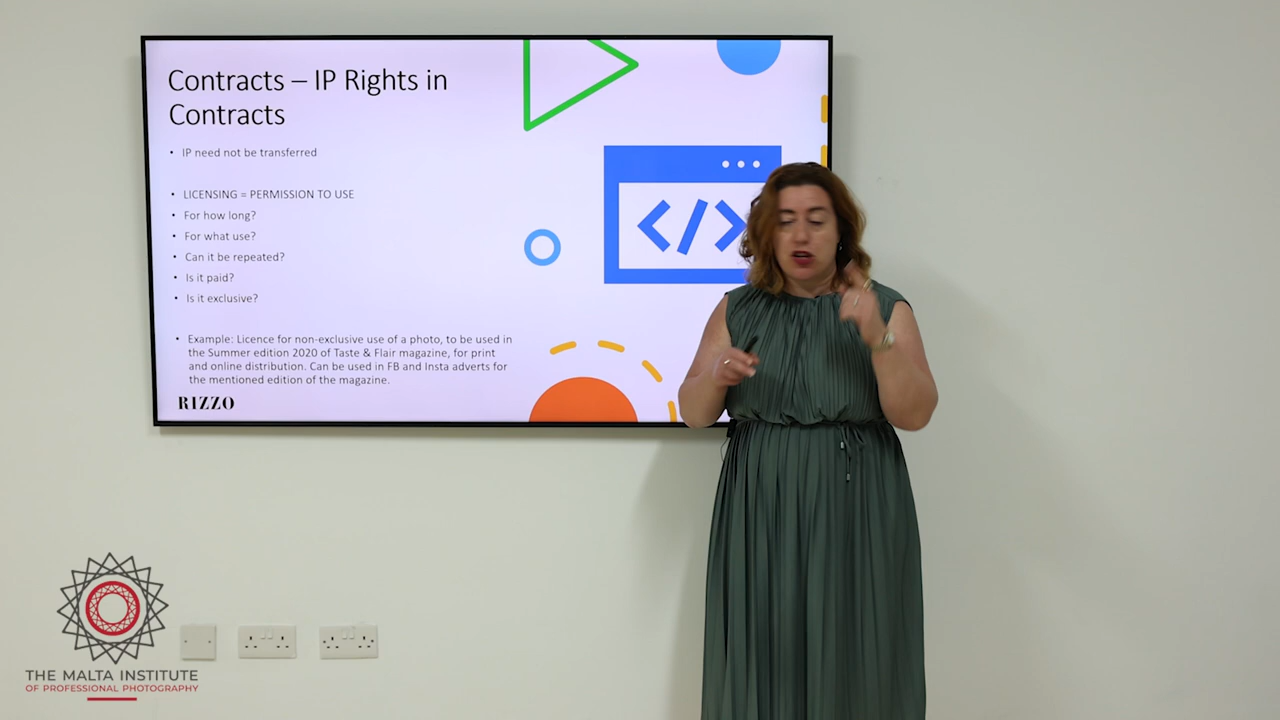 Contracts – IP Rights in
Contracts
• IP need not be transferred
• LICENSING = PERMISSION TO USE
• For how long?
• For what use?
• Can it be repeated?
• Is it paid?
• Is it exclusive?
• Example: Licence for non-exclusive use of a photo, to be used in
the Summer edition 2020 of Taste & Flair magazine, for print
and online distribution. Can be used in FB and Insta adverts for
the mentioned edition of the magazine.
RIZZO
</>
THE MALTA INSTITUTE
OF PROFESSIONAL PHOTOGRAPHY